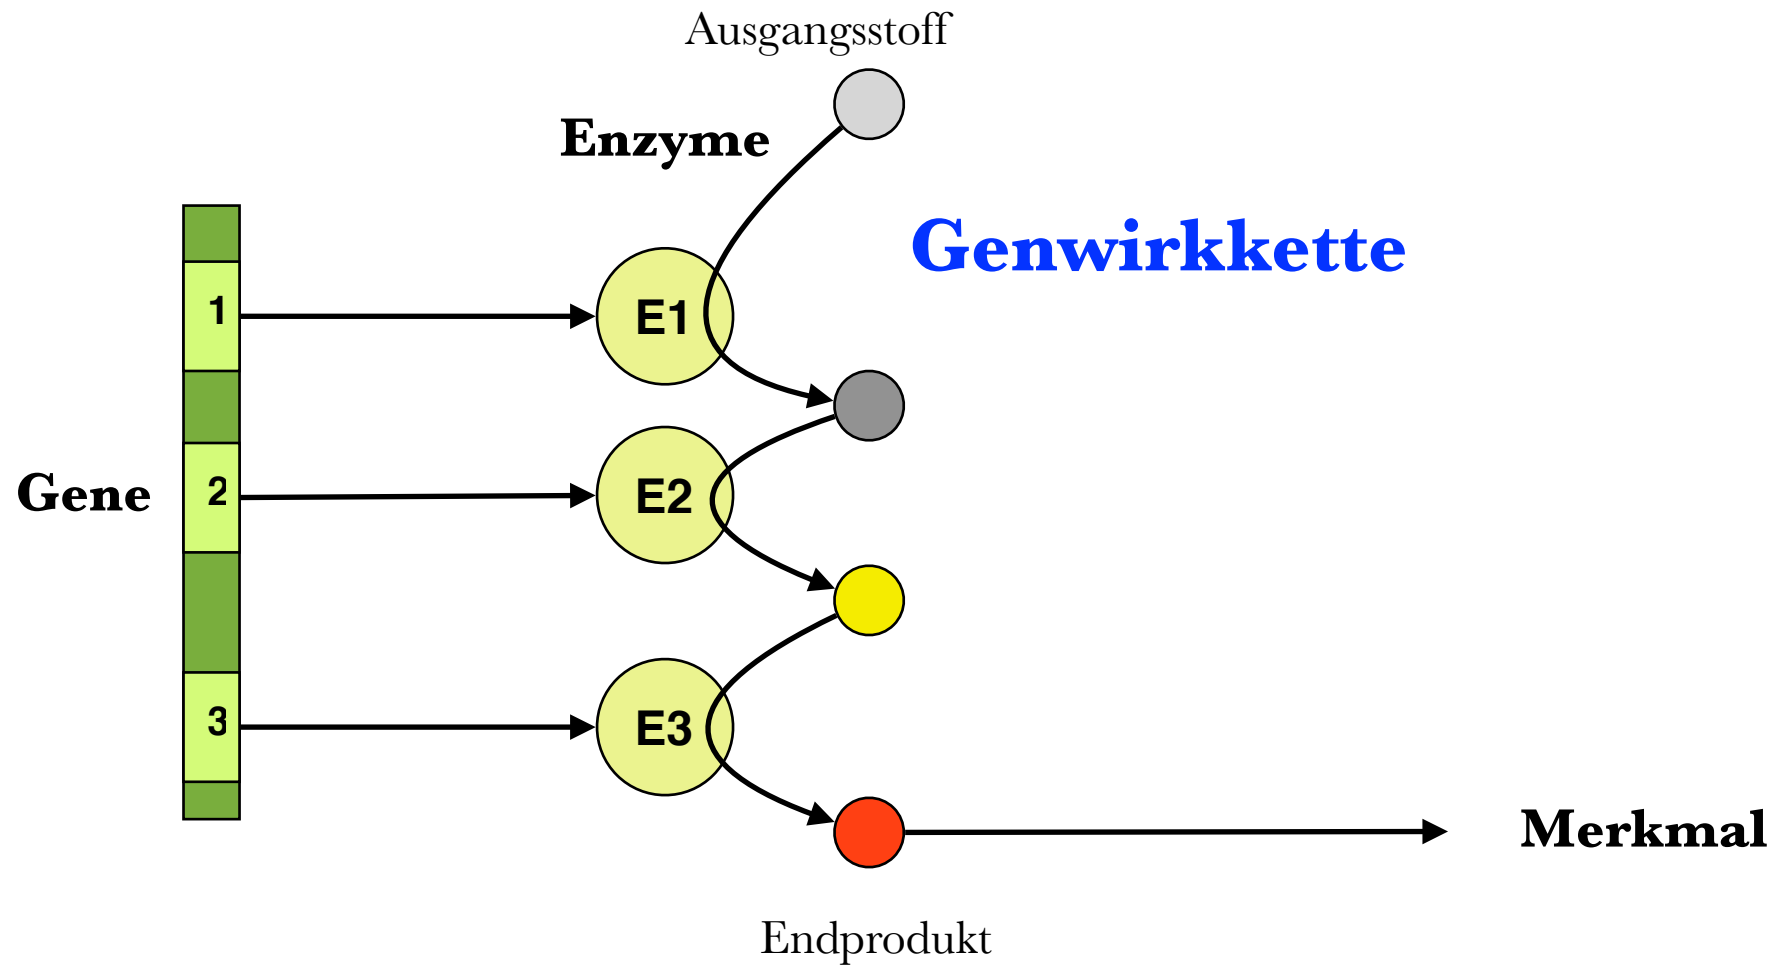 Ausgangsstoff
Enzyme
Genwirkkette
1
E1
Gene
2
E2
3
E3
Merkmal
Endprodukt